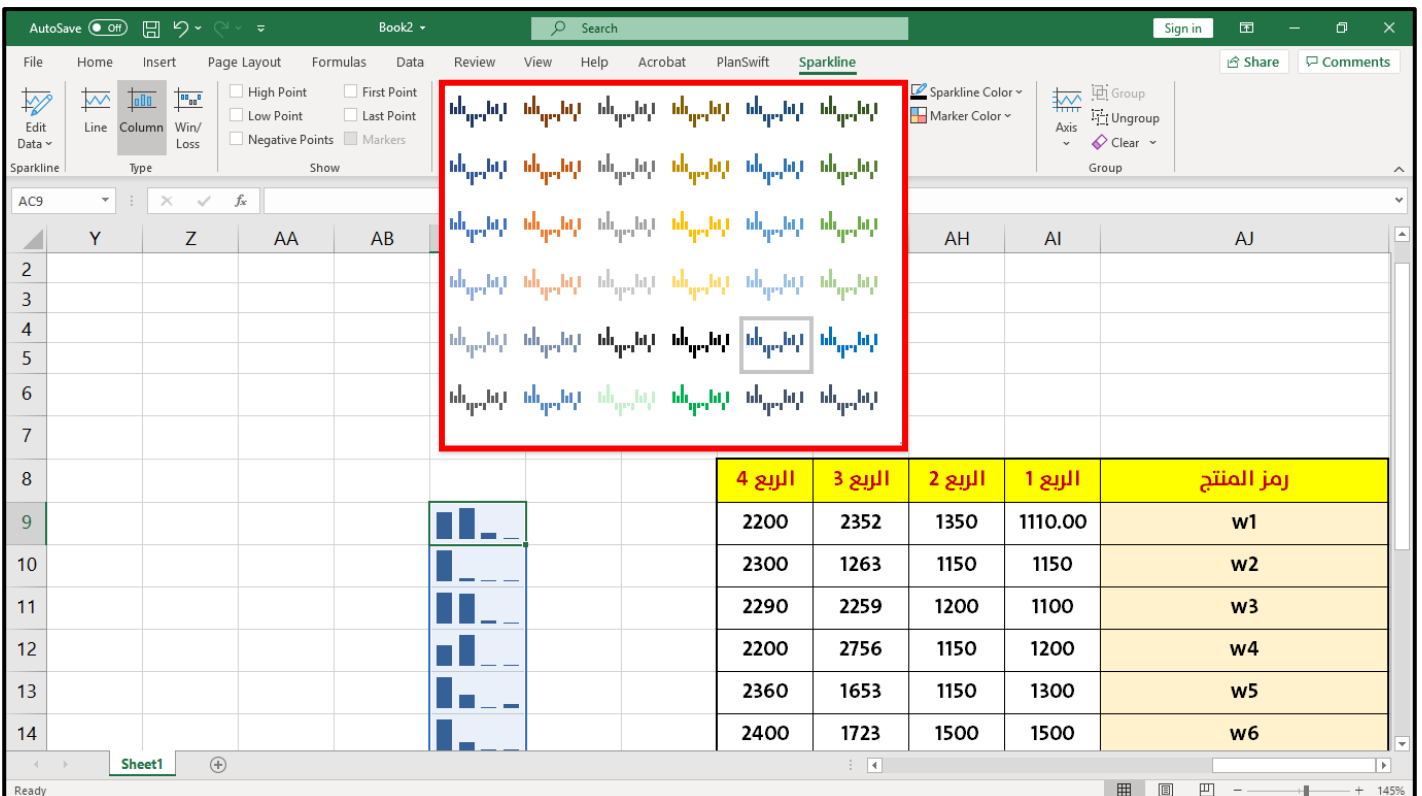 AutoSave Off Book2 Search Sign in
File Home Insert Page Layout Formulas Data Review View Help Acrobat PlanSwift Sparkline Share Comments
Edit Data
Line Column Win/Loss
High Point First Point
Low Point Last Point
Negative Points Markers
Sparkline Color
Marker Color
Axis
Group
Ungroup
Clear
Sparkline Type Show Group
AC9 fx
Y Z AA AB AH AI AJ
2
3
4
5
6
7
8 رمز المنتج الربع 1 الربع 2 الربع 3 الربع 4
9 2200 2352 1350 1110.00 w1
10 2300 1263 1150 1150 w2
11 2290 2259 1200 1100 w3
12 2200 2756 1150 1200 w4
13 2360 1653 1150 1300 w5
14 2400 1723 1500 1500 w6
Sheet1
Ready 145%